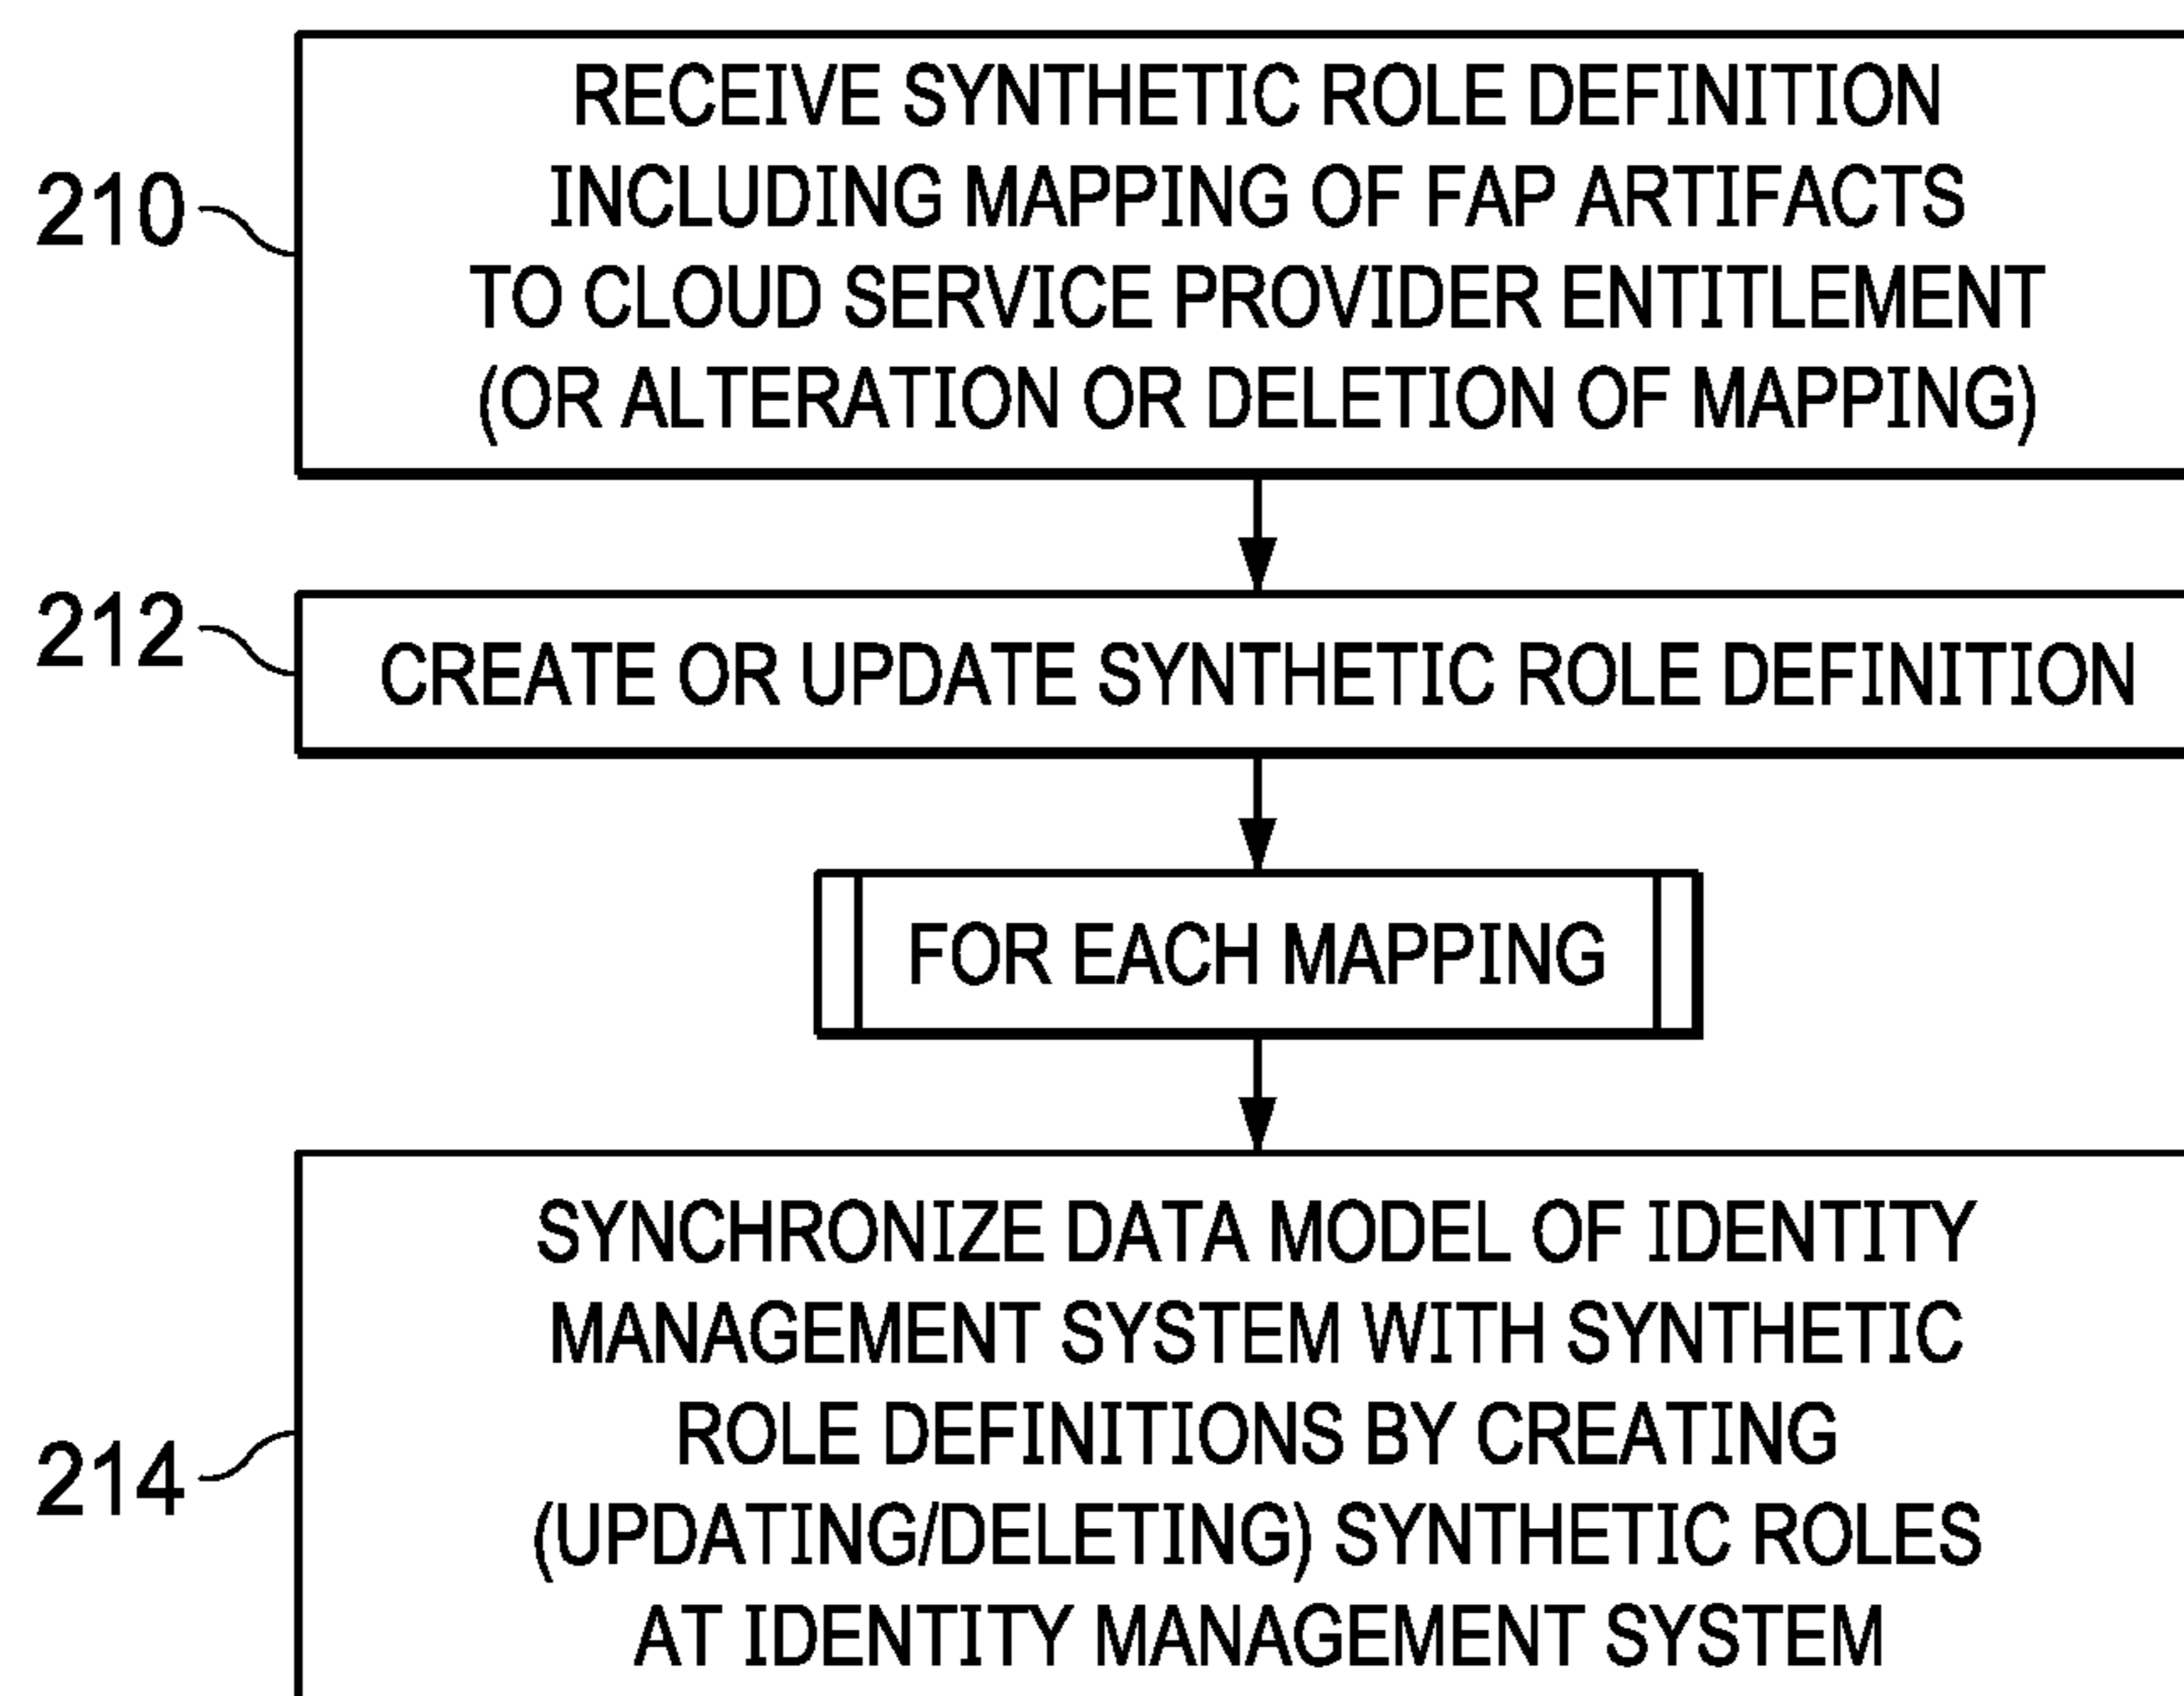 210
RECEIVE SYNTHETIC ROLE DEFINITION
INCLUDING MAPPING OF FAP ARTIFACTS
TO CLOUD SERVICE PROVIDER ENTITLEMENT
(OR ALTERATION OR DELETION OF MAPPING)
212
CREATE OR UPDATE SYNTHETIC ROLE DEFINITION
FOR EACH MAPPING
214
SYNCHRONIZE DATA MODEL OF IDENTITY
MANAGEMENT SYSTEM WITH SYNTHETIC
ROLE DEFINITIONS BY CREATING
(UPDATING/DELETING) SYNTHETIC ROLES
AT IDENTITY MANAGEMENT SYSTEM